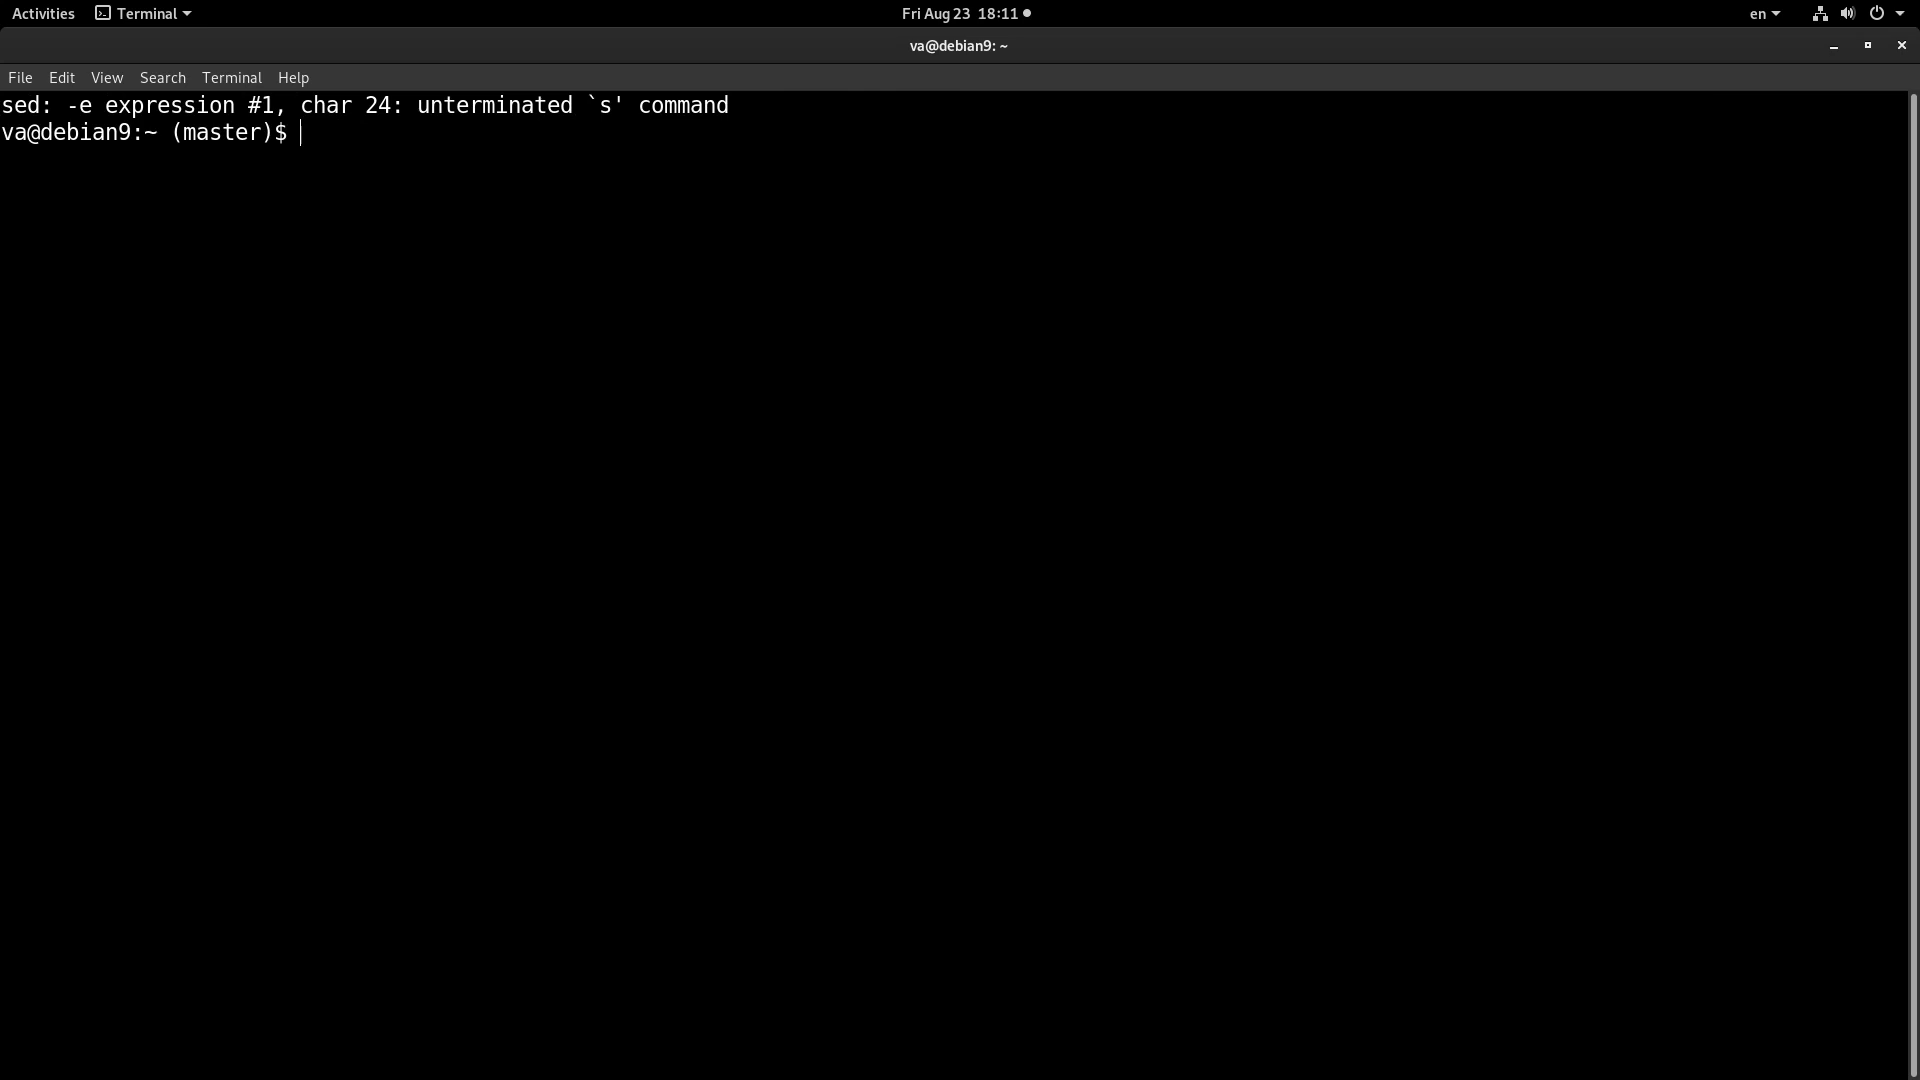 Activities Terminal Fri Aug 23 18:11 en
va@debian9: ~
File Edit View Search Terminal Help
sed: -e expression #1, char 24: unterminated `s' command
va@debian9:~ (master)$